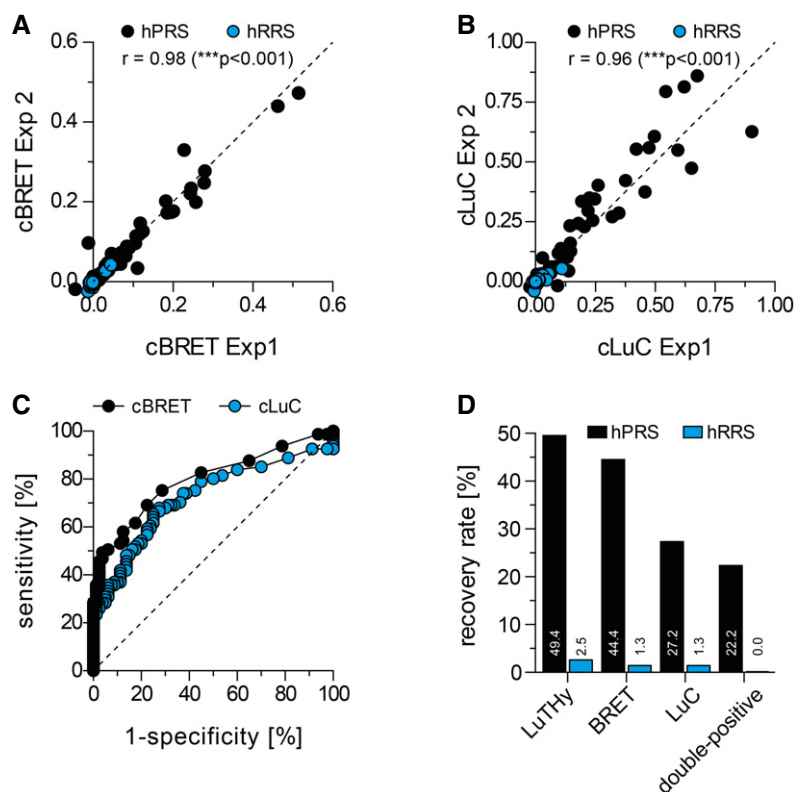 A
hPRS hRRS
r = 0.98 (***p<0.001)
0.6
0.4
0.2
0.0
cBRET Exp 2
0.0 0.2 0.4 0.6
cBRET Exp1
B
hPRS hRRS
r = 0.96 (***p<0.001)
1.00
0.75
0.50
0.25
0.00
cLuC Exp 2
0.00 0.25 0.50 0.75 1.00
cLuC Exp1
C
cBRET cLuC
100
80
60
40
20
0
sensitivity [%]
0 20 40 60 80 100
1-specificity [%]
D
hPRS hRRS
50
40
30
20
10
0
recovery rate [%]
49.4 2.5 44.4 1.3 27.2 1.3 22.2 0.0
LuTHy BRET LuC double-positive